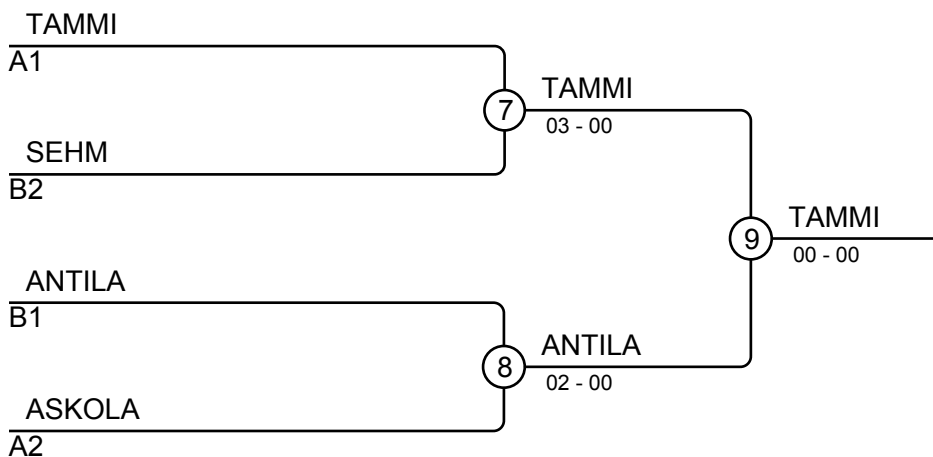 TAMMI
A1
7
TAMMI
03 - 00
SEHM
B2
9
TAMMI
00 - 00
ANTILA
B1
8
ANTILA
02 - 00
ASKOLA
A2